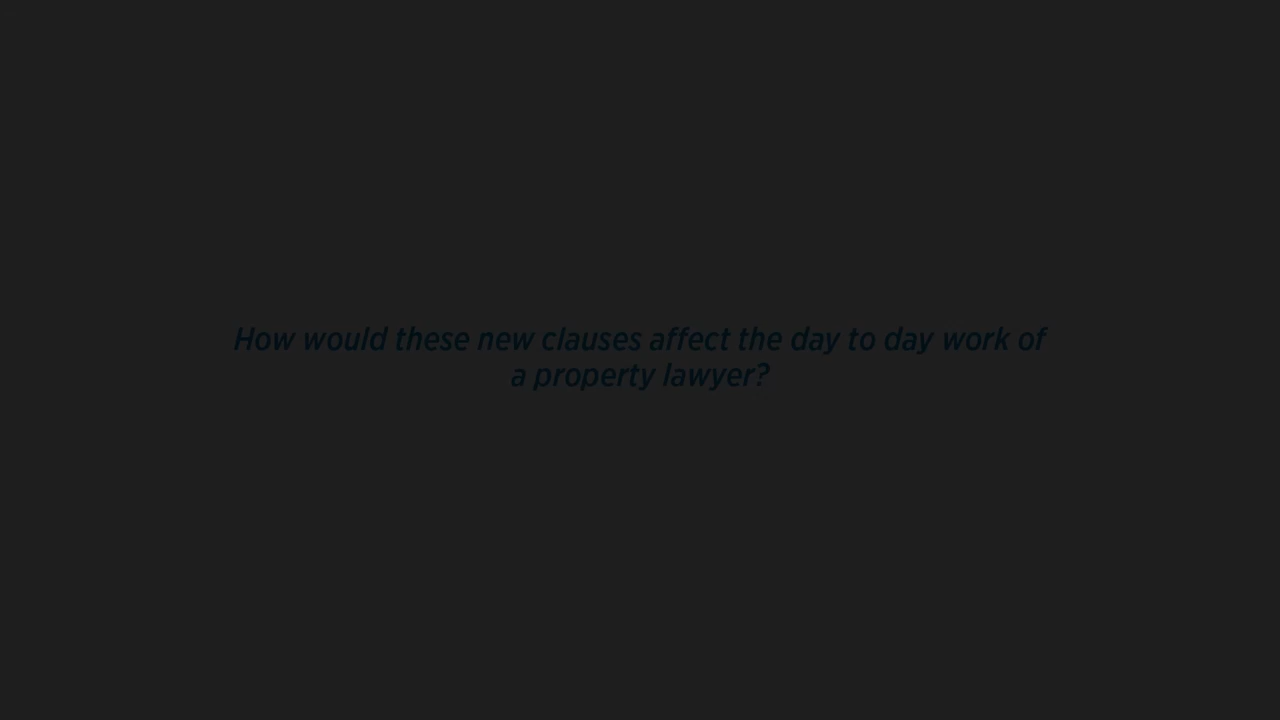 How would these new clauses affect the day to day work of
a property lawyer?